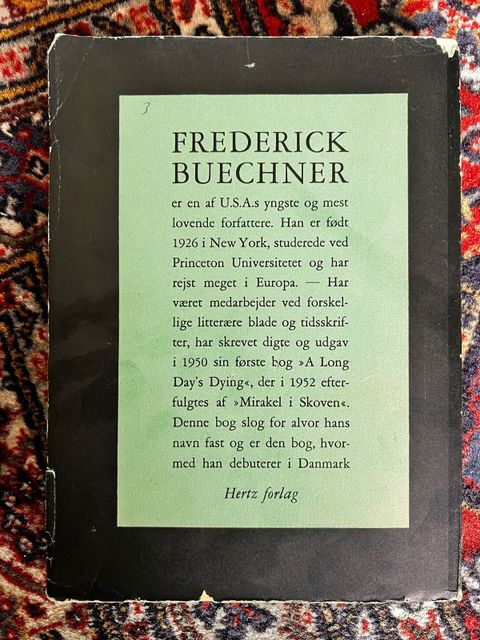 3
FREDERICK
BUECHNER
er en af U.S.A.s yngste og mest
lovende forfattere. Han er født
1926 i New York, studerede ved
Princeton Universitetet og har
rejst meget i Europa. — Har
været medarbejder ved forskel-
lige litterære blade og tidsskrif-
ter, har skrevet digte og udgav
i 1950 sin første bog »A Long
Day's Dying«, der i 1952 efter-
fulgtes af »Mirakel i Skoven«.
Denne bog slog for alvor hans
navn fast og er den bog, hvor-
med han debuterer i Danmark
Hertz forlag